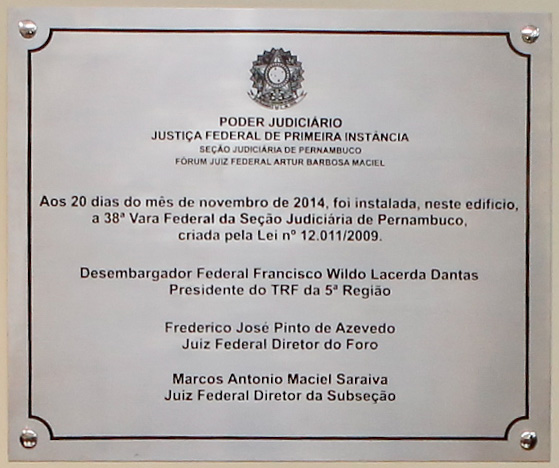 PODER JUDICIÁRIO
JUSTIÇA FEDERAL DE PRIMEIRA INSTÂNCIA
SEÇÃO JUDICIÁRIA DE PERNAMBUCO
FÓRUM JUIZ FEDERAL ARTUR BARBOSA MACIEL
Aos 20 dias do mês de novembro de 2014, foi instalada, neste edificio,
a 38ª Vara Federal da Seção Judiciária de Pernambuco,
criada pela Lei nº 12.011/2009.
Desembargador Federal Francisco Wildo Lacerda Dantas
Presidente do TRF da 5ª Região
Frederico José Pinto de Azevedo
Juiz Federal Diretor do Foro
Marcos Antonio Maciel Saraiva
Juiz Federal Diretor da Subseção